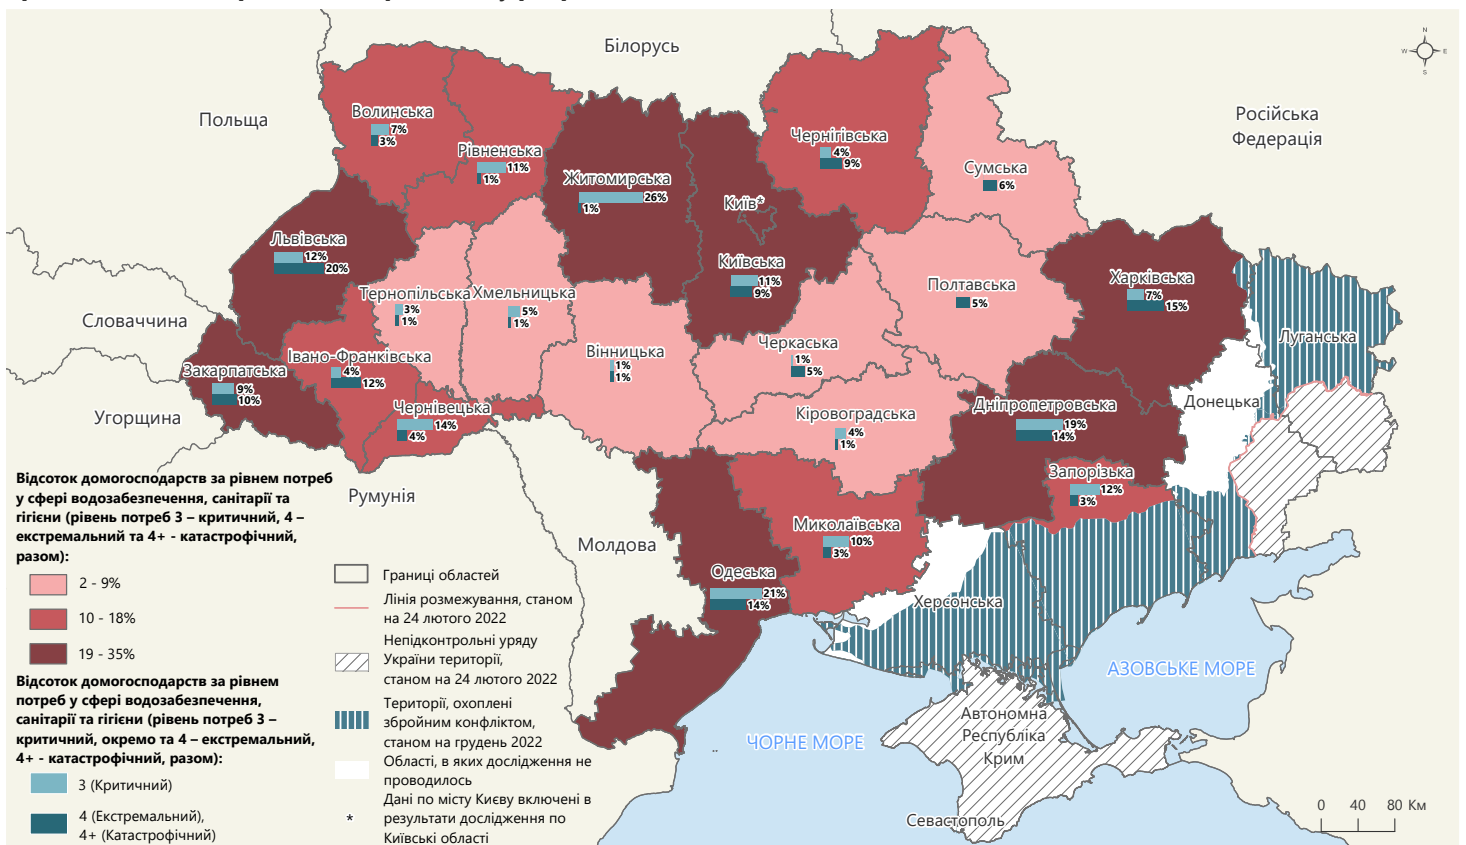 Білорусь
Польща
Російська
Федерація
Словаччина
Угорщина
Румунія
Молдова
N
W
E
S
Волинська
7%
3%
Рівненська
11%
1%
Житомирська
26%
1%
Київ*
Київська
11%
9%
Чернігівська
4%
9%
Сумська
6%
Львівська
12%
20%
Тернопільська
3%
1%
Хмельницька
5%
1%
Вінницька
1%
1%
Черкаська
1%
5%
Полтавська
5%
Харківська
7%
15%
Луганська
Закарпатська
9%
10%
Івано-Франківська
4%
12%
Чернівецька
14%
4%
Кіровоградська
4%
1%
Дніпропетровська
19%
14%
Донецька
Запорізька
12%
3%
Миколаївська
10%
3%
Одеська
21%
14%
Херсонська
АЗОВСЬКЕ МОРЕ
ЧОРНЕ МОРЕ
Автономна
Республіка
Крим
Севастополь
0 40 80 Км
Відсоток домогосподарств за рівнем потреб
у сфері водозабезпечення, санітарії та
гігієни (рівень потреб 3 – критичний, 4 –
екстремальний та 4+ - катастрофічний,
разом):
2 - 9%
10 - 18%
19 - 35%
Відсоток домогосподарств за рівнем
потреб у сфері водозабезпечення,
санітарії та гігієни (рівень потреб 3 –
критичний, окремо та 4 – екстремальний,
4+ - катастрофічний, разом):
3 (Критичний)
4 (Екстремальний),
4+ (Катастрофічний)
Границі областей
Лінія розмежування, станом
на 24 лютого 2022
Непідконтрольні уряду
України території,
станом на 24 лютого 2022
Території, охоплені
збройним конфліктом,
станом на грудень 2022
Області, в яких дослідження не
проводилось
* Дані по місту Києву включені в
результати дослідження по
Київські області